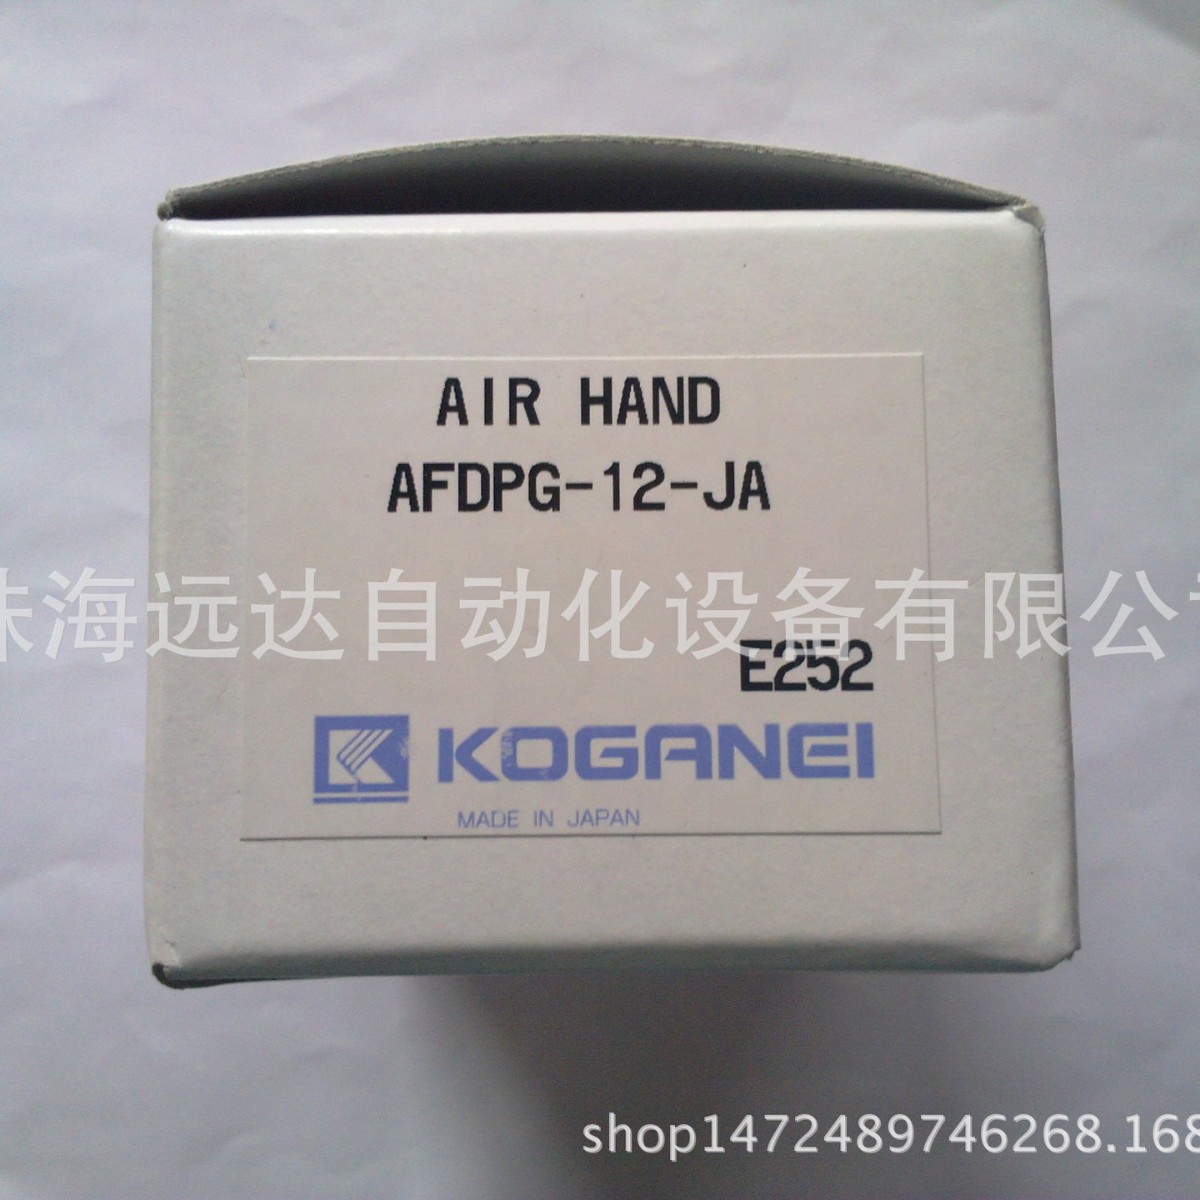 AIR HAND
AFDPG-12-JA
珠海远达自动化设备有限公司
E252
KOGANEI
MADE IN JAPAN
shop1472489746268.168